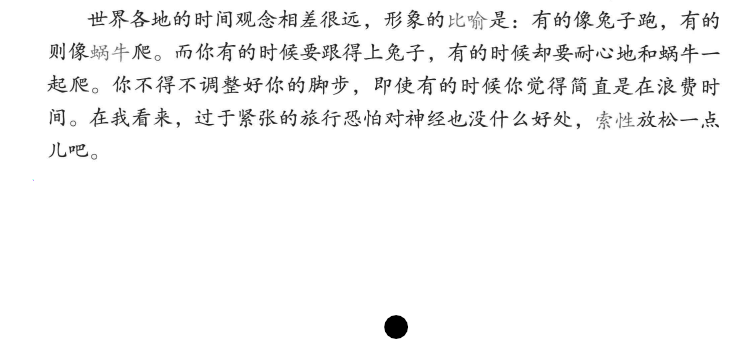 世界各地的时间观念相差很远，形象的比喻是：有的像兔子跑，有的
则像蜗牛爬。而你有的时候要跟得上兔子，有的时候却要耐心地和蜗牛一
起爬。你不得不调整好你的脚步，即使有的时候你觉得简直是在浪费时
间。在我看来，过于紧张的旅行恐怕对神经也没什么好处，索性放松一点
儿吧。